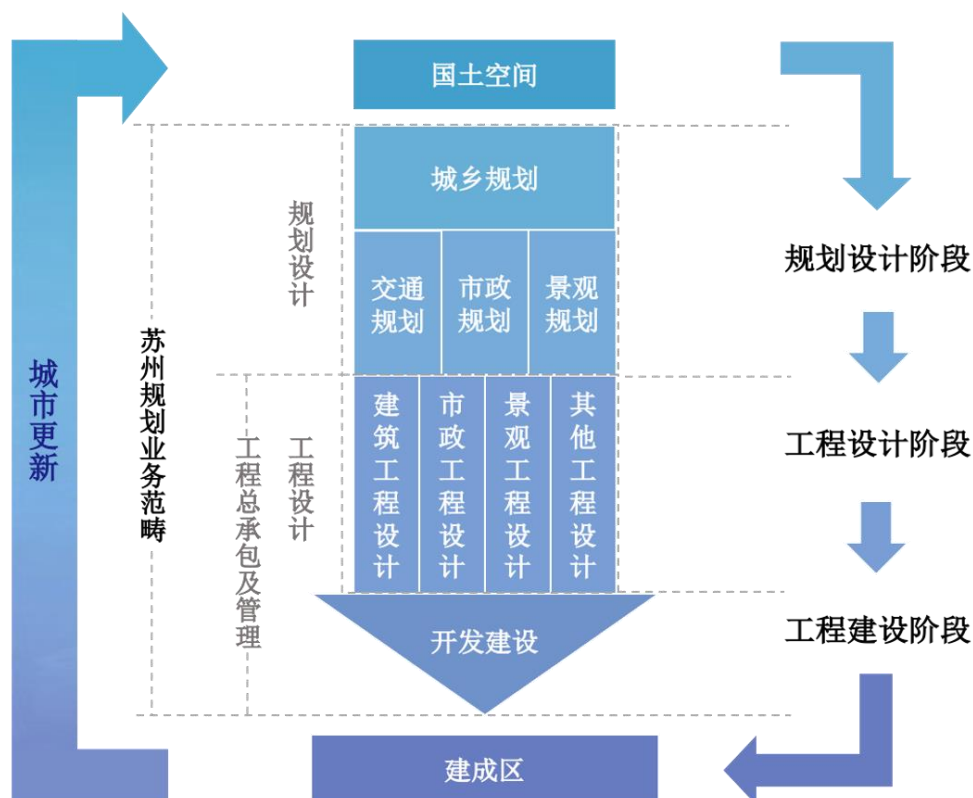 国土空间
城乡规划
规划设计
交通
规划
市政
规划
景观
规划
规划设计阶段
城市更新
苏州规划业务范畴
工程总承包及管理
工程设计
建筑工程设计
市政工程设计
景观工程设计
其他工程设计
工程设计阶段
开发建设
工程建设阶段
建成区